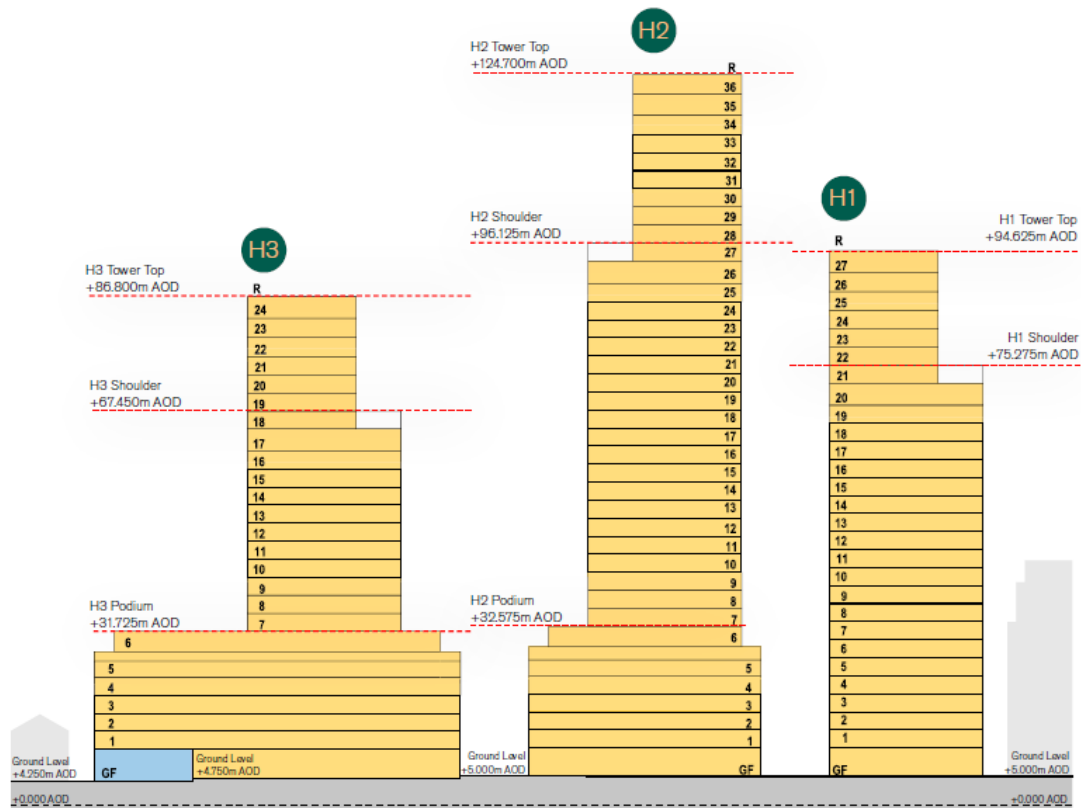 H2
H2 Tower Top
+124.700m AOD
R
36
35
34
33
32
31
30
29
28
27
26
25
24
23
22
21
20
19
18
17
16
15
14
13
12
11
10
9
8
7
6
5
4
3
2
1
GF
H2 Shoulder
+96.125m AOD
H2 Podium
+32.575m AOD
Ground Level
+5.000m AOD
H1
H1 Tower Top
+94.625m AOD
R
27
26
25
24
23
22
21
20
19
18
17
16
15
14
13
12
11
10
9
8
7
6
5
4
3
2
1
GF
H1 Shoulder
+75.275m AOD
Ground Level
+5.000m AOD
H3
H3 Tower Top
+86.800m AOD
R
24
23
22
21
20
19
18
17
16
15
14
13
12
11
10
9
8
7
6
5
4
3
2
1
GF
H3 Shoulder
+67.450m AOD
H3 Podium
+31.725m AOD
Ground Level
+4.250m AOD
Ground Level
+4.750m AOD
+0.000 AOD
+0.000 AOD